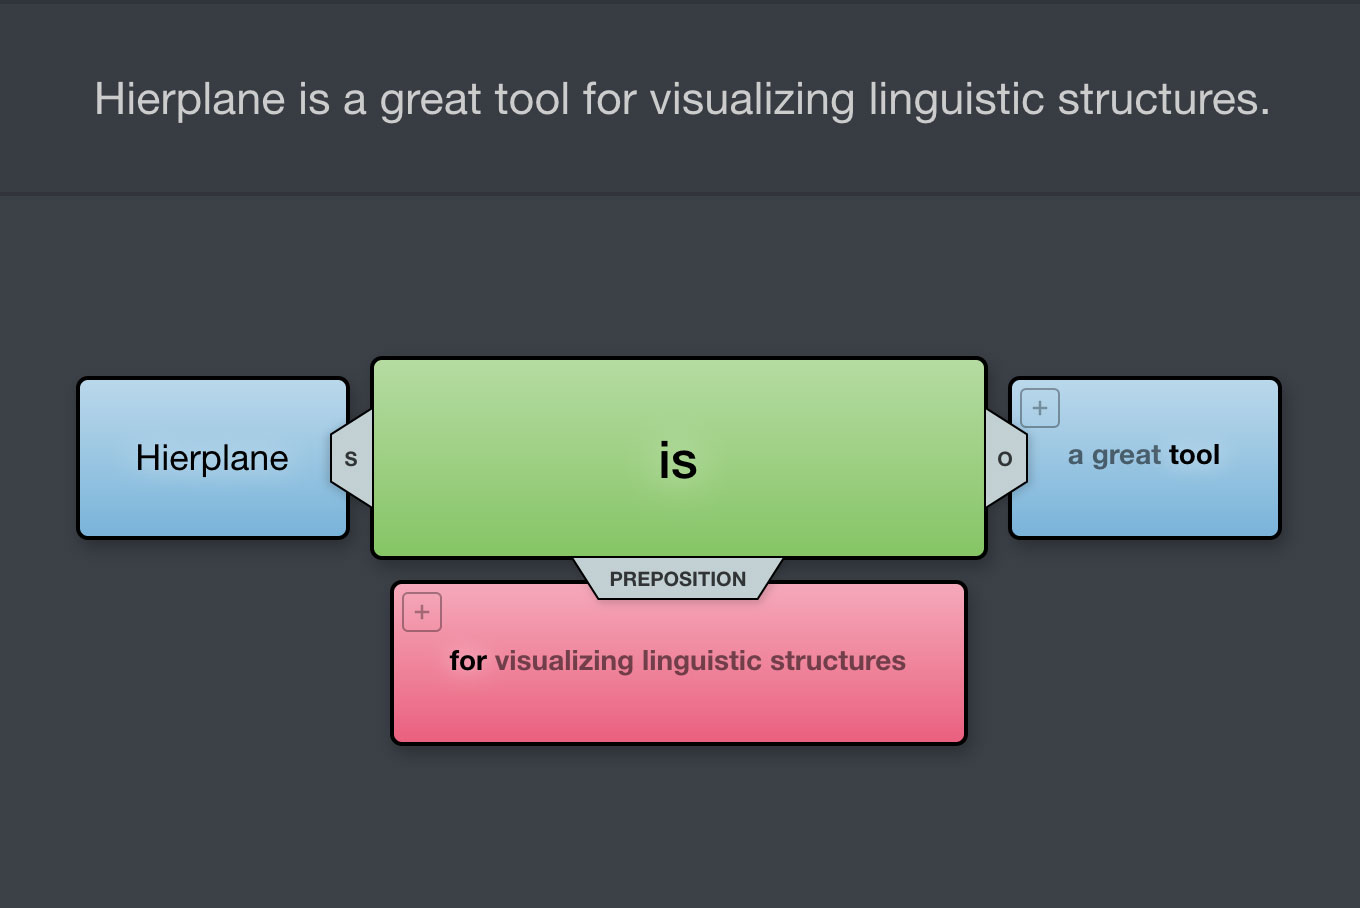 Hierplane is a great tool for visualizing linguistic structures.
Hierplane
S
is
O
+
a great tool
PREPOSITION
+
for visualizing linguistic structures